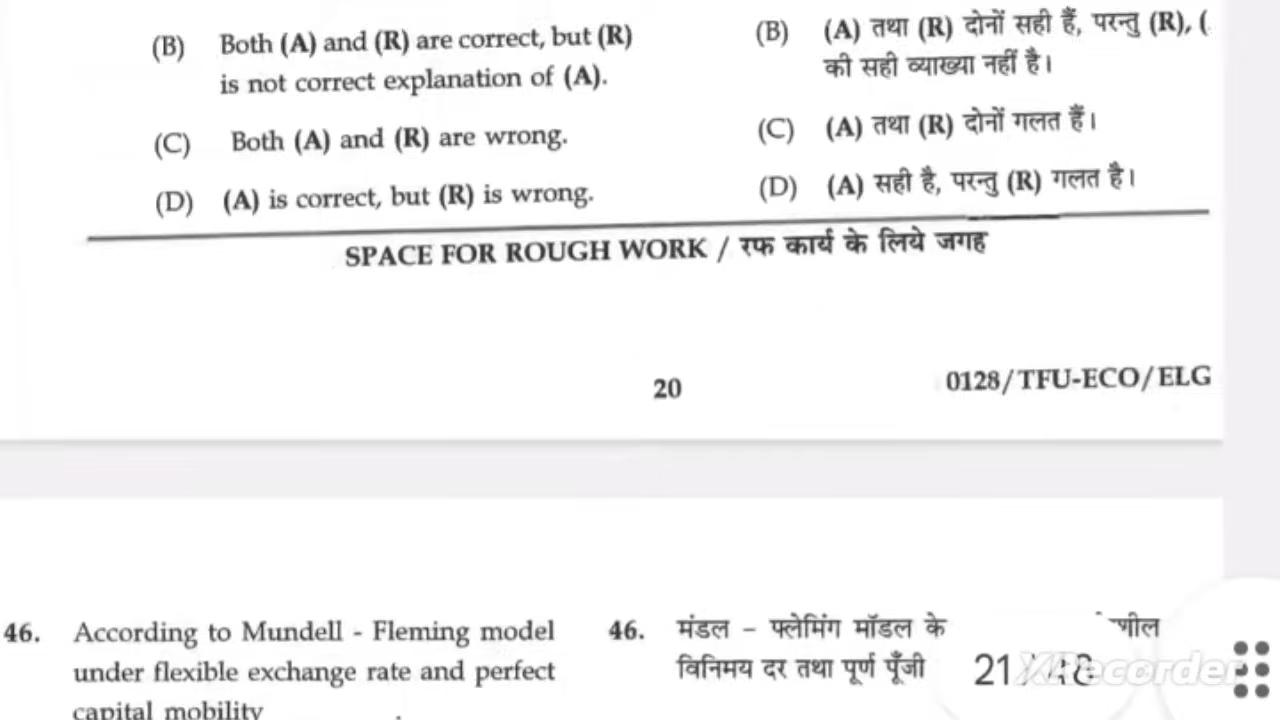 (B) Both (A) and (R) are correct, but (R)
is not correct explanation of (A).
(C) Both (A) and (R) are wrong.
(D) (A) is correct, but (R) is wrong.
(B) (A) तथा (R) दोनों सही हैं, परन्तु (R), (
की सही व्याख्या नहीं है।
(C) (A) तथा (R) दोनों गलत हैं।
(D) (A) सही है, परन्तु (R) गलत है।
SPACE FOR ROUGH WORK / रफ कार्य के लिये जगह
20
0128/TFU-ECO/ELG
46. According to Mundell - Fleming model
under flexible exchange rate and perfect
capital mobility
46. मंडल - फ्लेमिंग मॉडल के
विनिमय दर तथा पूर्ण पूँजी
21 / 48
XRecorder